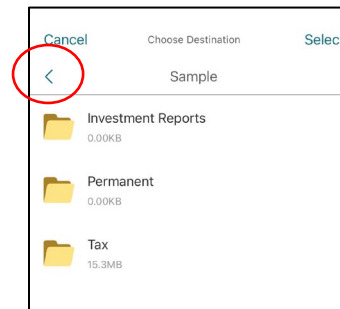 Cancel Choose Destination Selec
Sample
Investment Reports
0.00KB
Permanent
0.00KB
Tax
15.3MB